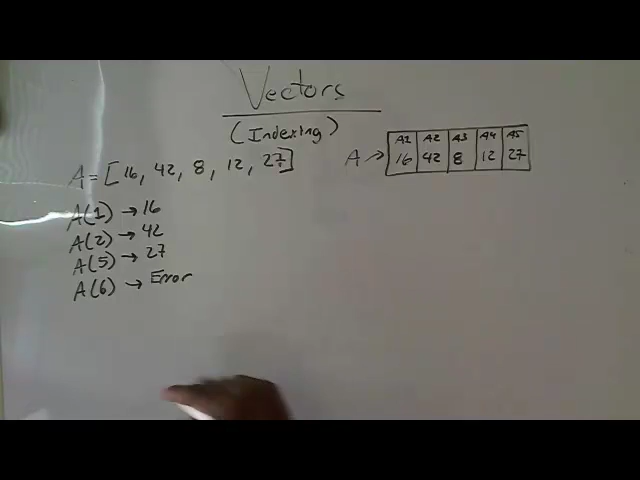 Vectors
(Indexing)
A = [16, 42, 8, 12, 27]
A(1) → 16
A(2) → 42
A(5) → 27
A(6) → Error
A →
A1 A2 A3 A4 A5
16 42 8 12 27